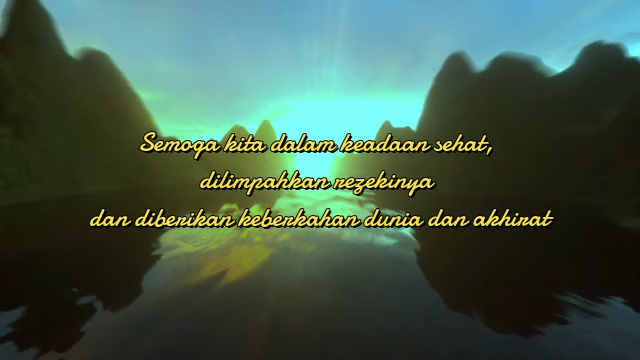 Semoga kita dalam keadaan sehat,
dilimpahkan rezekinya
dan diberikan keberkahan dunia dan akhirat